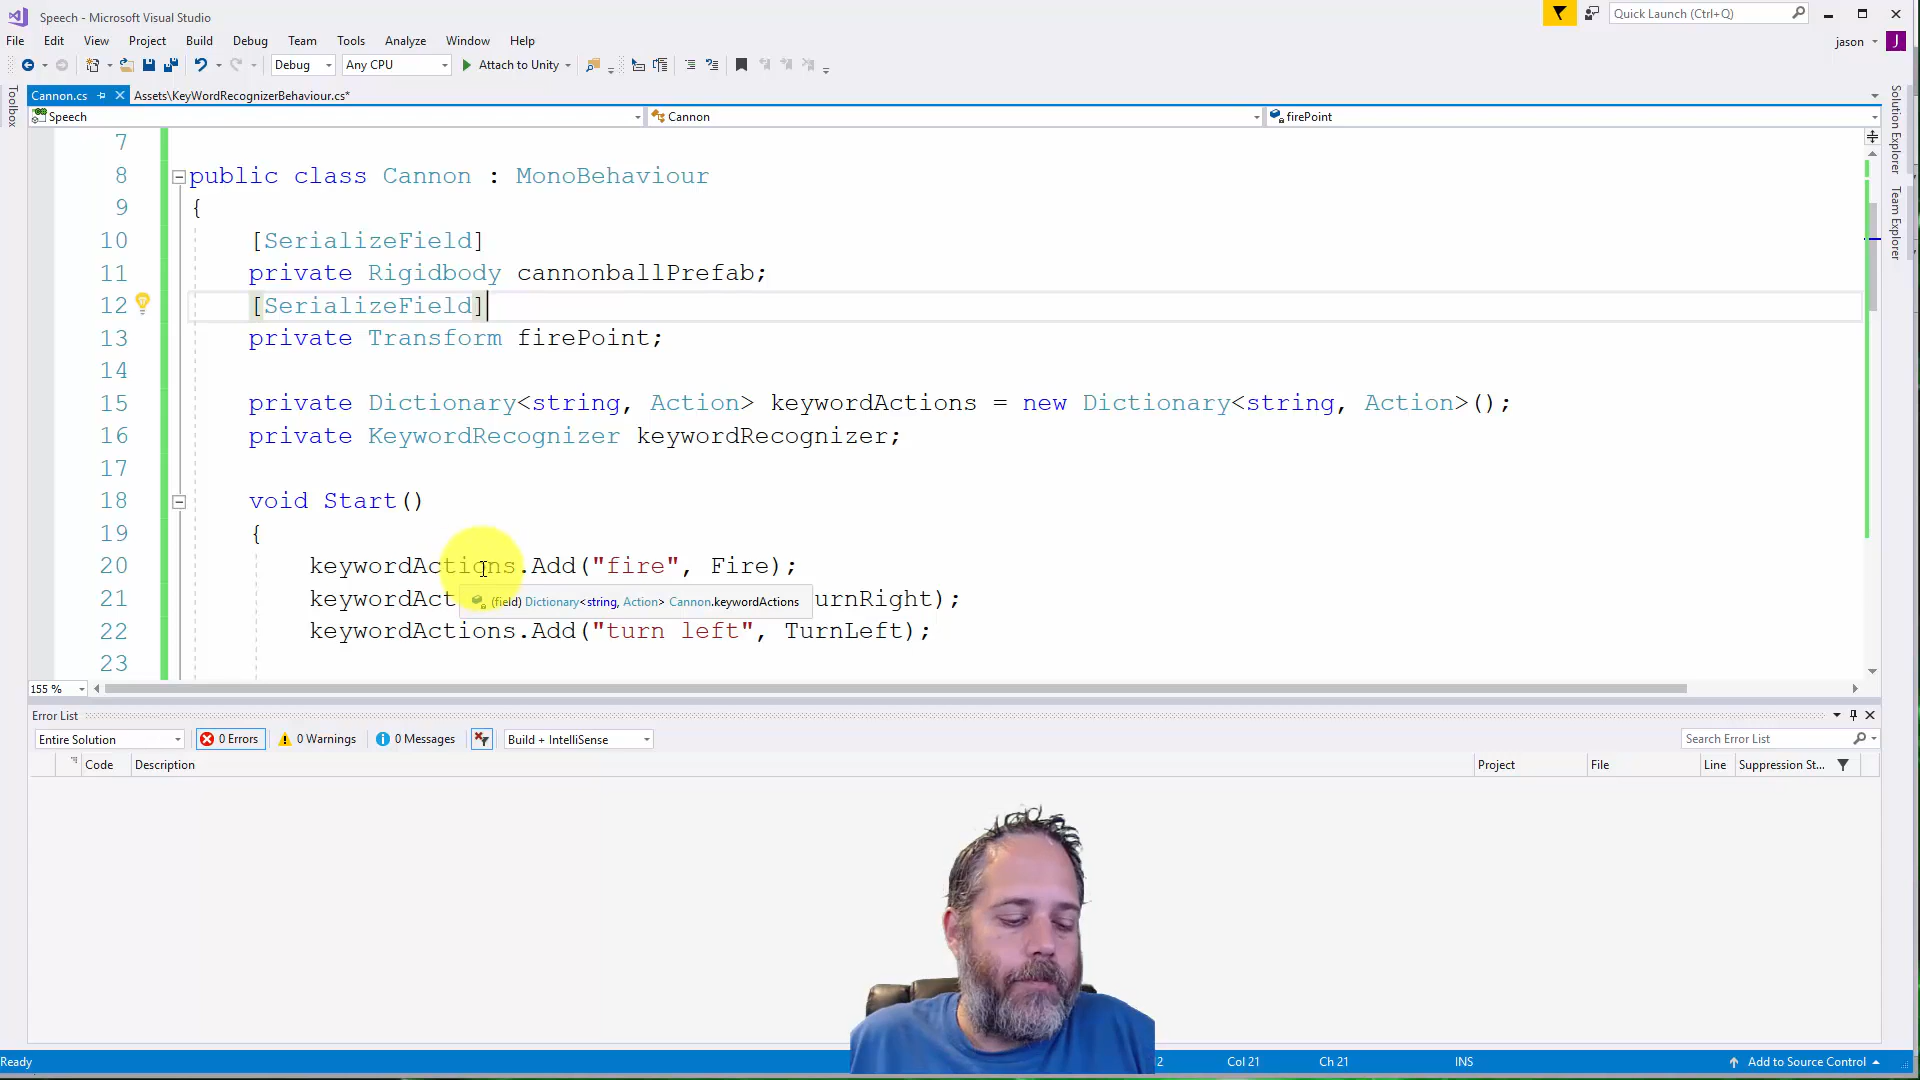 Speech - Microsoft Visual Studio
Quick Launch (Ctrl+Q)
File Edit View Project Build Debug Team Tools Analyze Window Help
jason J
Debug Any CPU Attach to Unity
Toolbox
Cannon.cs Assets\KeyWordRecognizerBehaviour.cs*
Speech Cannon firePoint
Solution Explorer
Team Explorer
7
8 public class Cannon : MonoBehaviour
9 {
10 [SerializeField]
11 private Rigidbody cannonballPrefab;
12 [SerializeField]
13 private Transform firePoint;
14
15 private Dictionary<string, Action> keywordActions = new Dictionary<string, Action>();
16 private KeywordRecognizer keywordRecognizer;
17
18 void Start()
19 {
20 keywordActions.Add("fire", Fire);
21 keywordAct urnRight);
(field) Dictionary<string, Action> Cannon.keywordActions
22 keywordActions.Add("turn left", TurnLeft);
23
155 %
Error List
Entire Solution 0 Errors 0 Warnings 0 Messages Build + IntelliSense Search Error List
Code Description Project File Line Suppression St...
Ready 2 Col 21 Ch 21 INS Add to Source Control